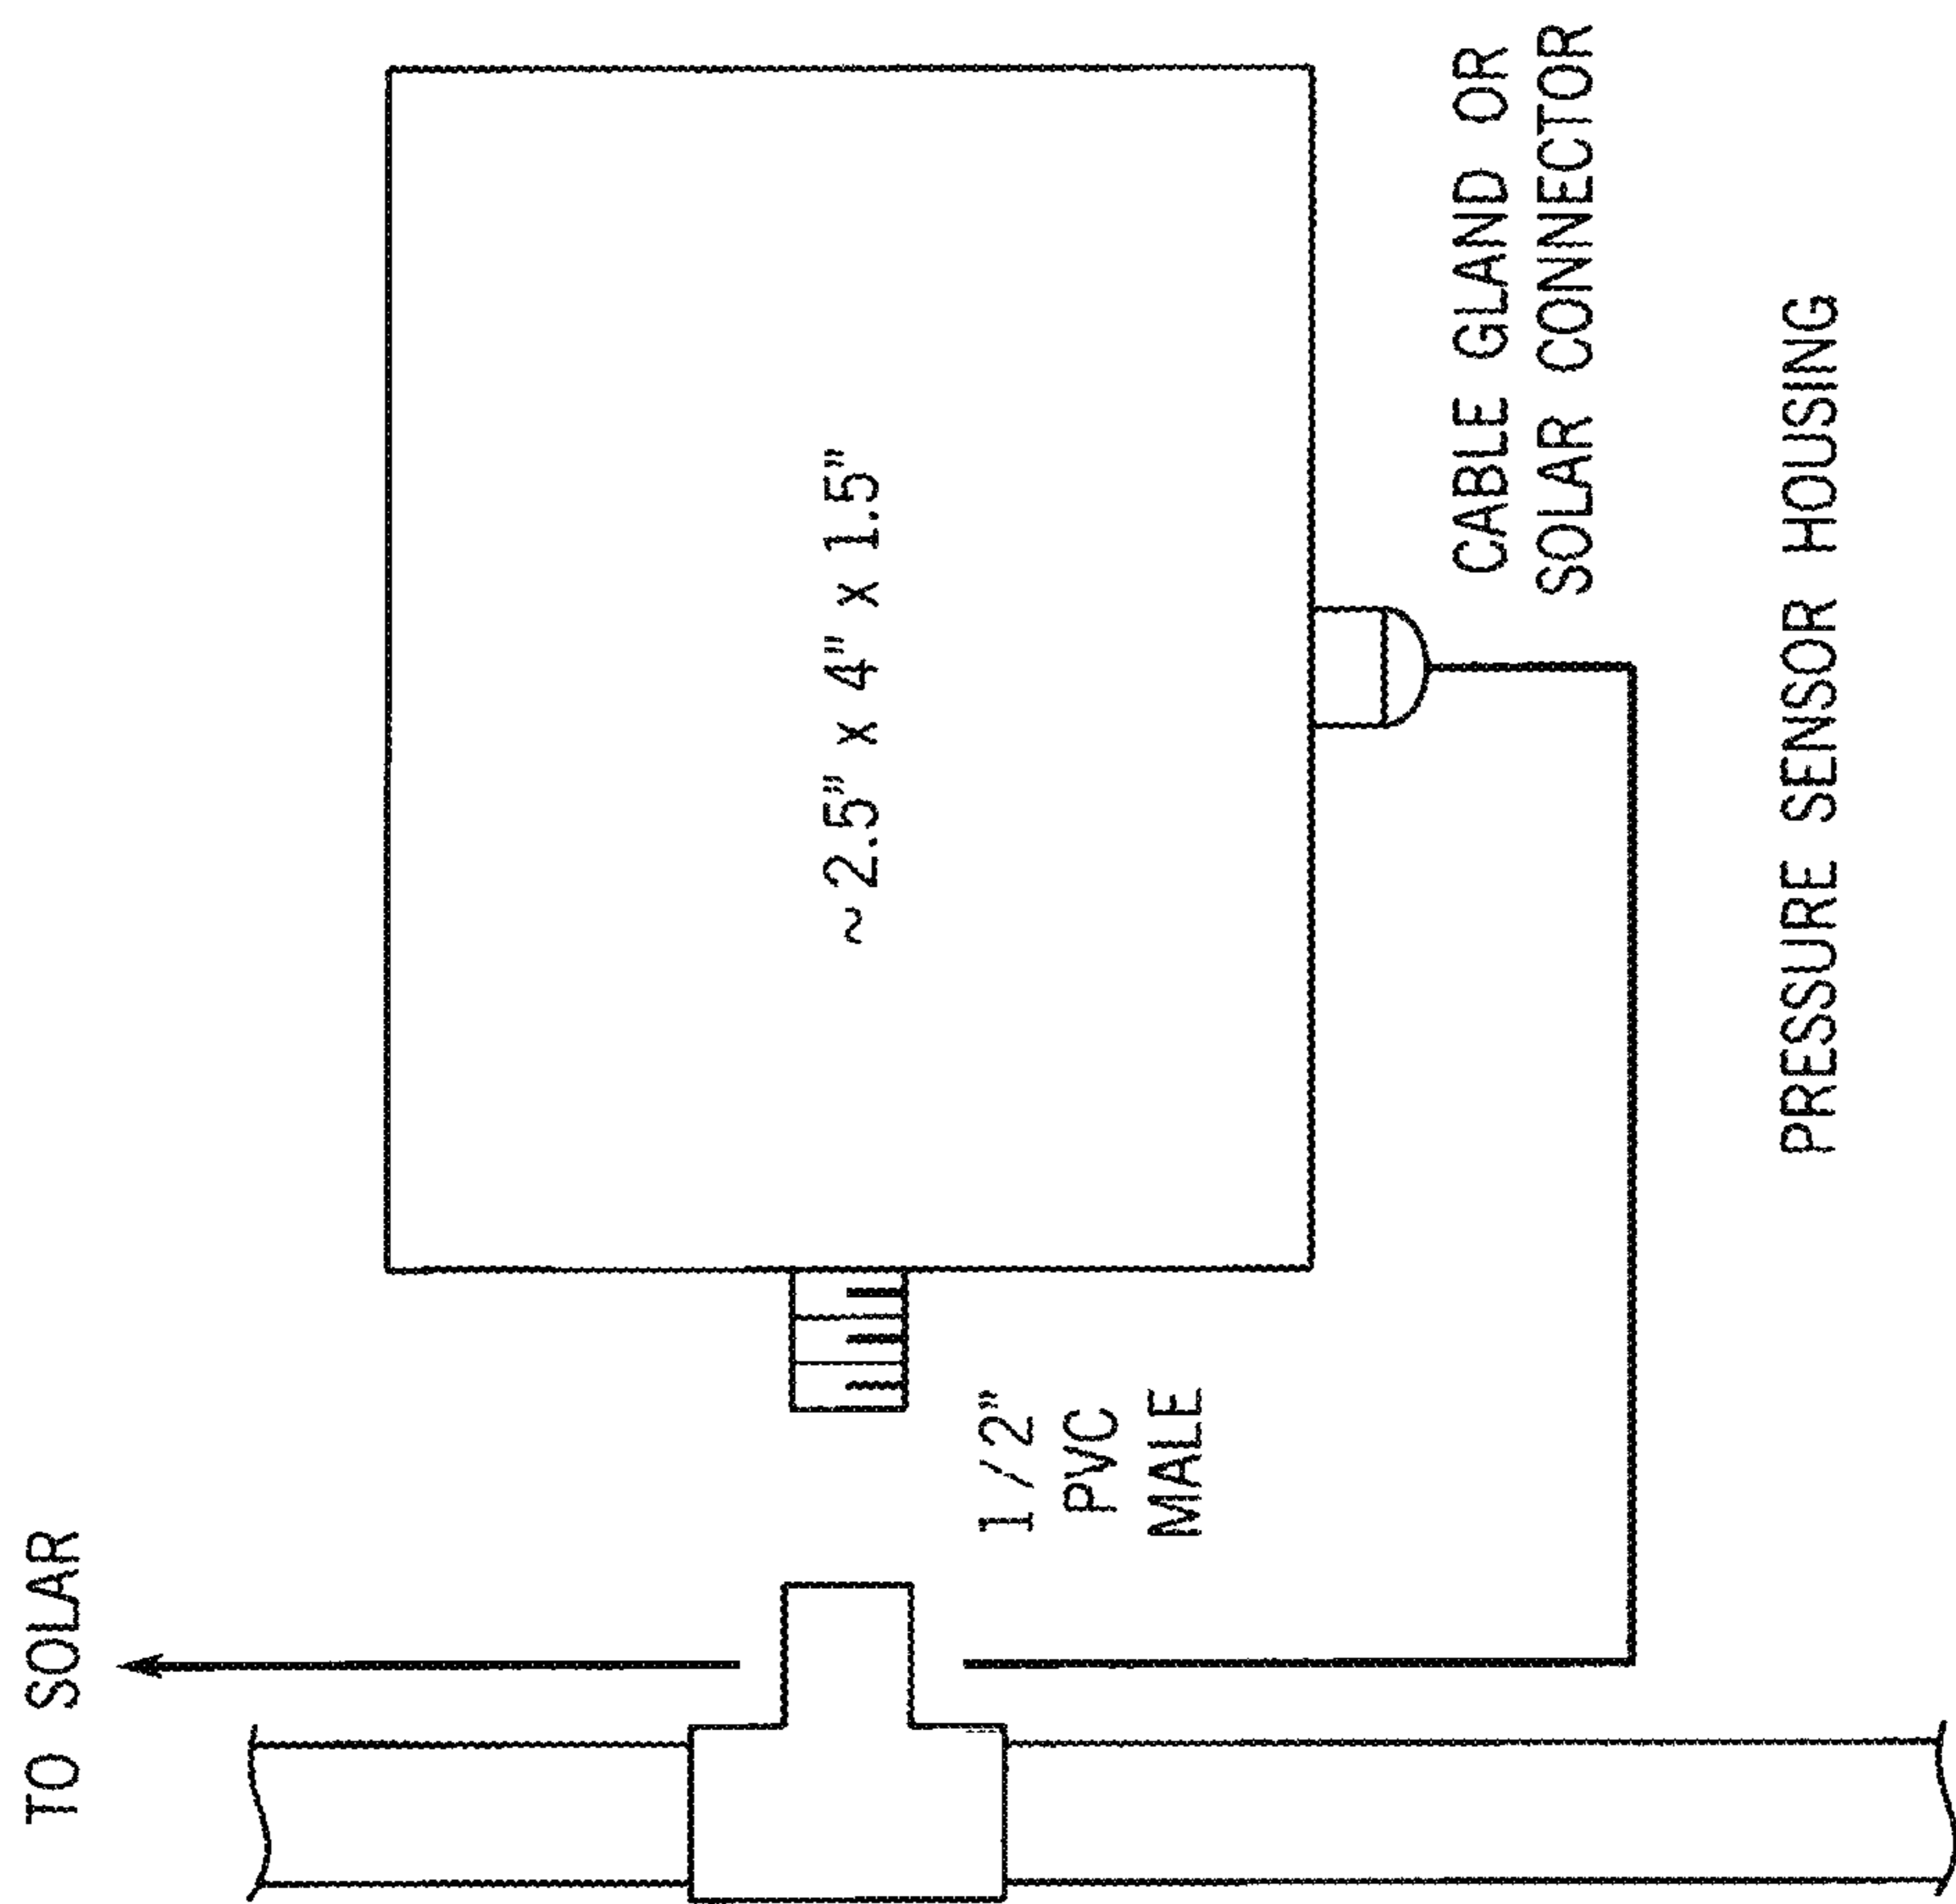 TO SOLAR
~2.5" x 4" x 1.5"
1/2"
PVC
MALE
CABLE GLAND OR
SOLAR CONNECTOR
PRESSURE SENSOR HOUSING